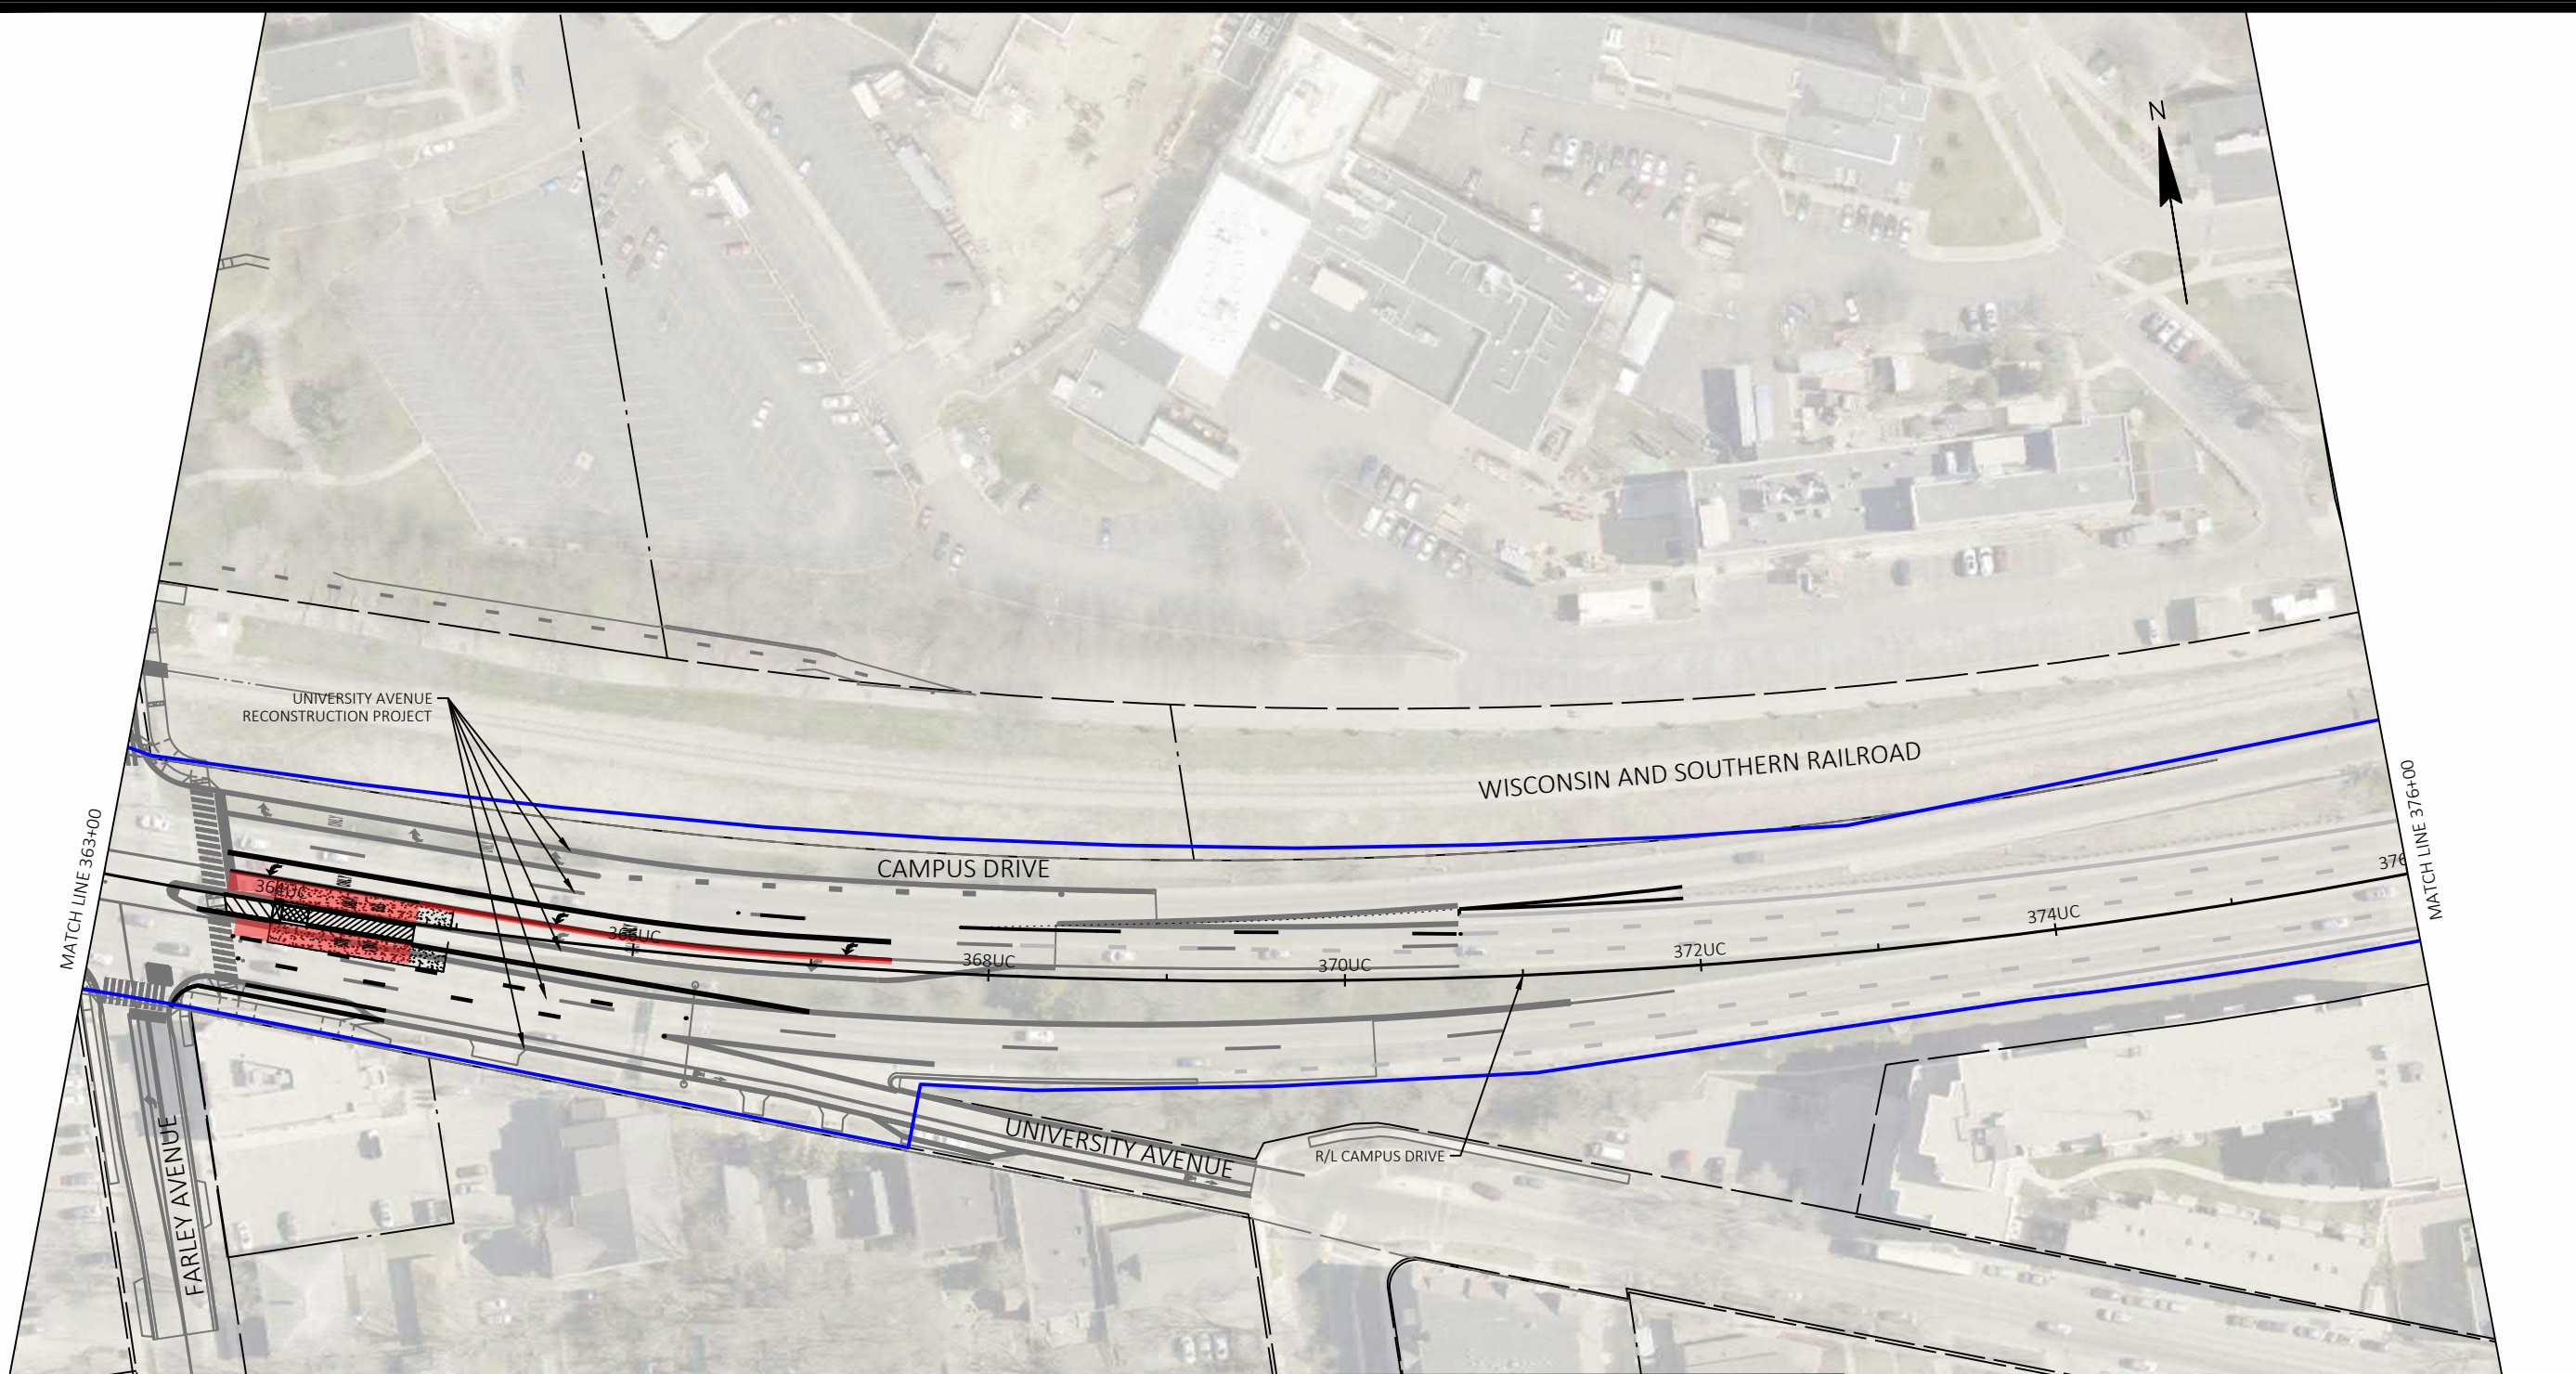 N
UNIVERSITY AVENUE
RECONSTRUCTION PROJECT
WISCONSIN AND SOUTHERN RAILROAD
CAMPUS DRIVE
MATCH LINE 363+00
MATCH LINE 376+00
364UC
366UC
368UC
370UC
372UC
374UC
376
UNIVERSITY AVENUE
R/L CAMPUS DRIVE
FARLEY AVENUE